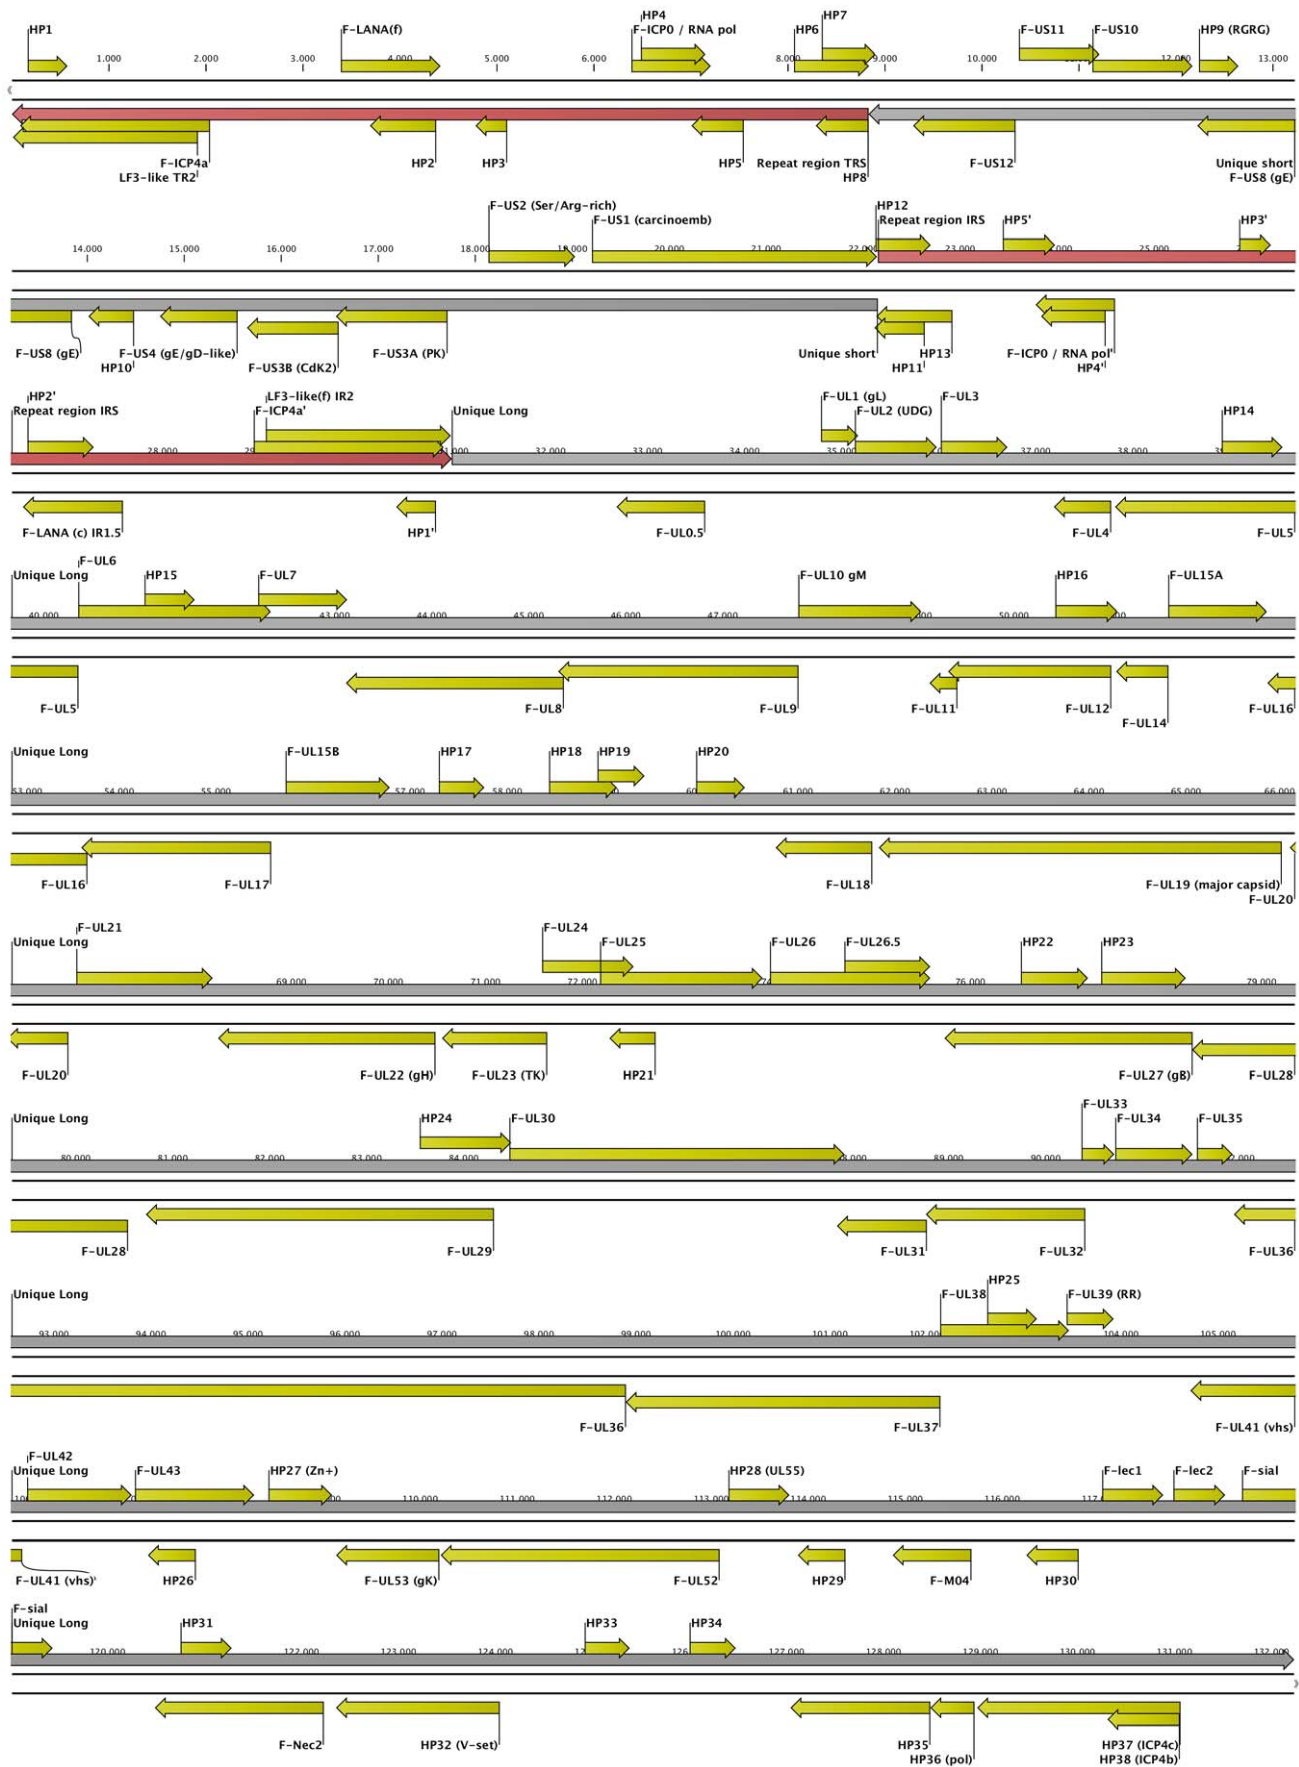 HP4
HP7
HP1
F-LANA(f)
F-ICP0 / RNA pol
HP6
F-US11
F-US10
HP9 (RGRG)
1.000
2.000
3.000
4.000
5.000
6.000
8.000
9.000
10.000
12.000
13.000
F-ICP4a
HP2
HP3
HP5
Repeat region TRS
F-US12
Unique short
LF3-like TR2'
HP8
F-US8 (gE)
F-US2 (Ser/Arg-rich)
HP12
F-US1 (carcinoemb)
Repeat region IRS
HP5'
HP3'
14.000
15.000
16.000
17.000
18.000
20.000
21.000
22.000
23.000
25.000
F-US8 (gE)
F-US4 (gE/gD-like)
F-US3A (PK)
Unique short
HP13
F-ICP0 / RNA pol'
HP10'
F-US3B (CdK2)
HP11'
HP4'
HP2'
LF3-like(f) IR2
F-UL1 (gL)
F-UL3
Repeat region IRS
F-ICP4a'
Unique Long
F-UL2 (UDG)
HP14
28.000
32.000
33.000
34.000
35.000
37.000
38.000
F-LANA (c) IR1.5
HP1'
F-UL0.5
F-UL4
F-UL5
F-UL6
Unique Long
HP15
F-UL7
F-UL10 gM
HP16
F-UL15A
40.000
43.000
44.000
45.000
46.000
47.000
50.000
F-UL5
F-UL8
F-UL9
F-UL11
F-UL12
F-UL16
F-UL14
Unique Long
F-UL15B
HP17
HP18
HP19
HP20
53.000
54.000
55.000
57.000
58.000
61.000
62.000
63.000
64.000
65.000
66.000
F-UL16
F-UL17
F-UL18
F-UL19 (major capsid)
F-UL20
F-UL21
F-UL24
Unique Long
F-UL25
F-UL26
F-UL26.5
HP22
HP23
69.000
70.000
71.000
72.000
76.000
79.000
F-UL20
F-UL22 (gH)
F-UL23 (TK)
HP21
F-UL27 (gB)
F-UL28
F-UL33
Unique Long
HP24
F-UL30
F-UL34
F-UL35
80.000
81.000
82.000
83.000
84.000
89.000
90.000
F-UL28
F-UL29
F-UL31
F-UL32
F-UL36
HP25
Unique Long
F-UL38
F-UL39 (RR)
93.000
94.000
95.000
96.000
97.000
98.000
99.000
100.000
101.000
104.000
105.000
F-UL36
F-UL37
F-UL41 (vhs)
F-UL42
Unique Long
F-UL43
HP27 (Zn+)
HP28 (UL55)
F-lec1
F-lec2
F-sial
110.000
111.000
112.000
113.000
114.000
115.000
116.000
F-UL41 (vhs)'
HP26
F-UL53 (gK)
F-UL52
HP29
F-M04
HP30
F-sial
Unique Long
HP31
HP33
HP34
120.000
122.000
123.000
124.000
127.000
128.000
129.000
130.000
131.000
132.000
F-Nec2
HP32 (V-set)
HP35
HP37 (ICP4c)
HP36 (pol)
HP38 (ICP4b)